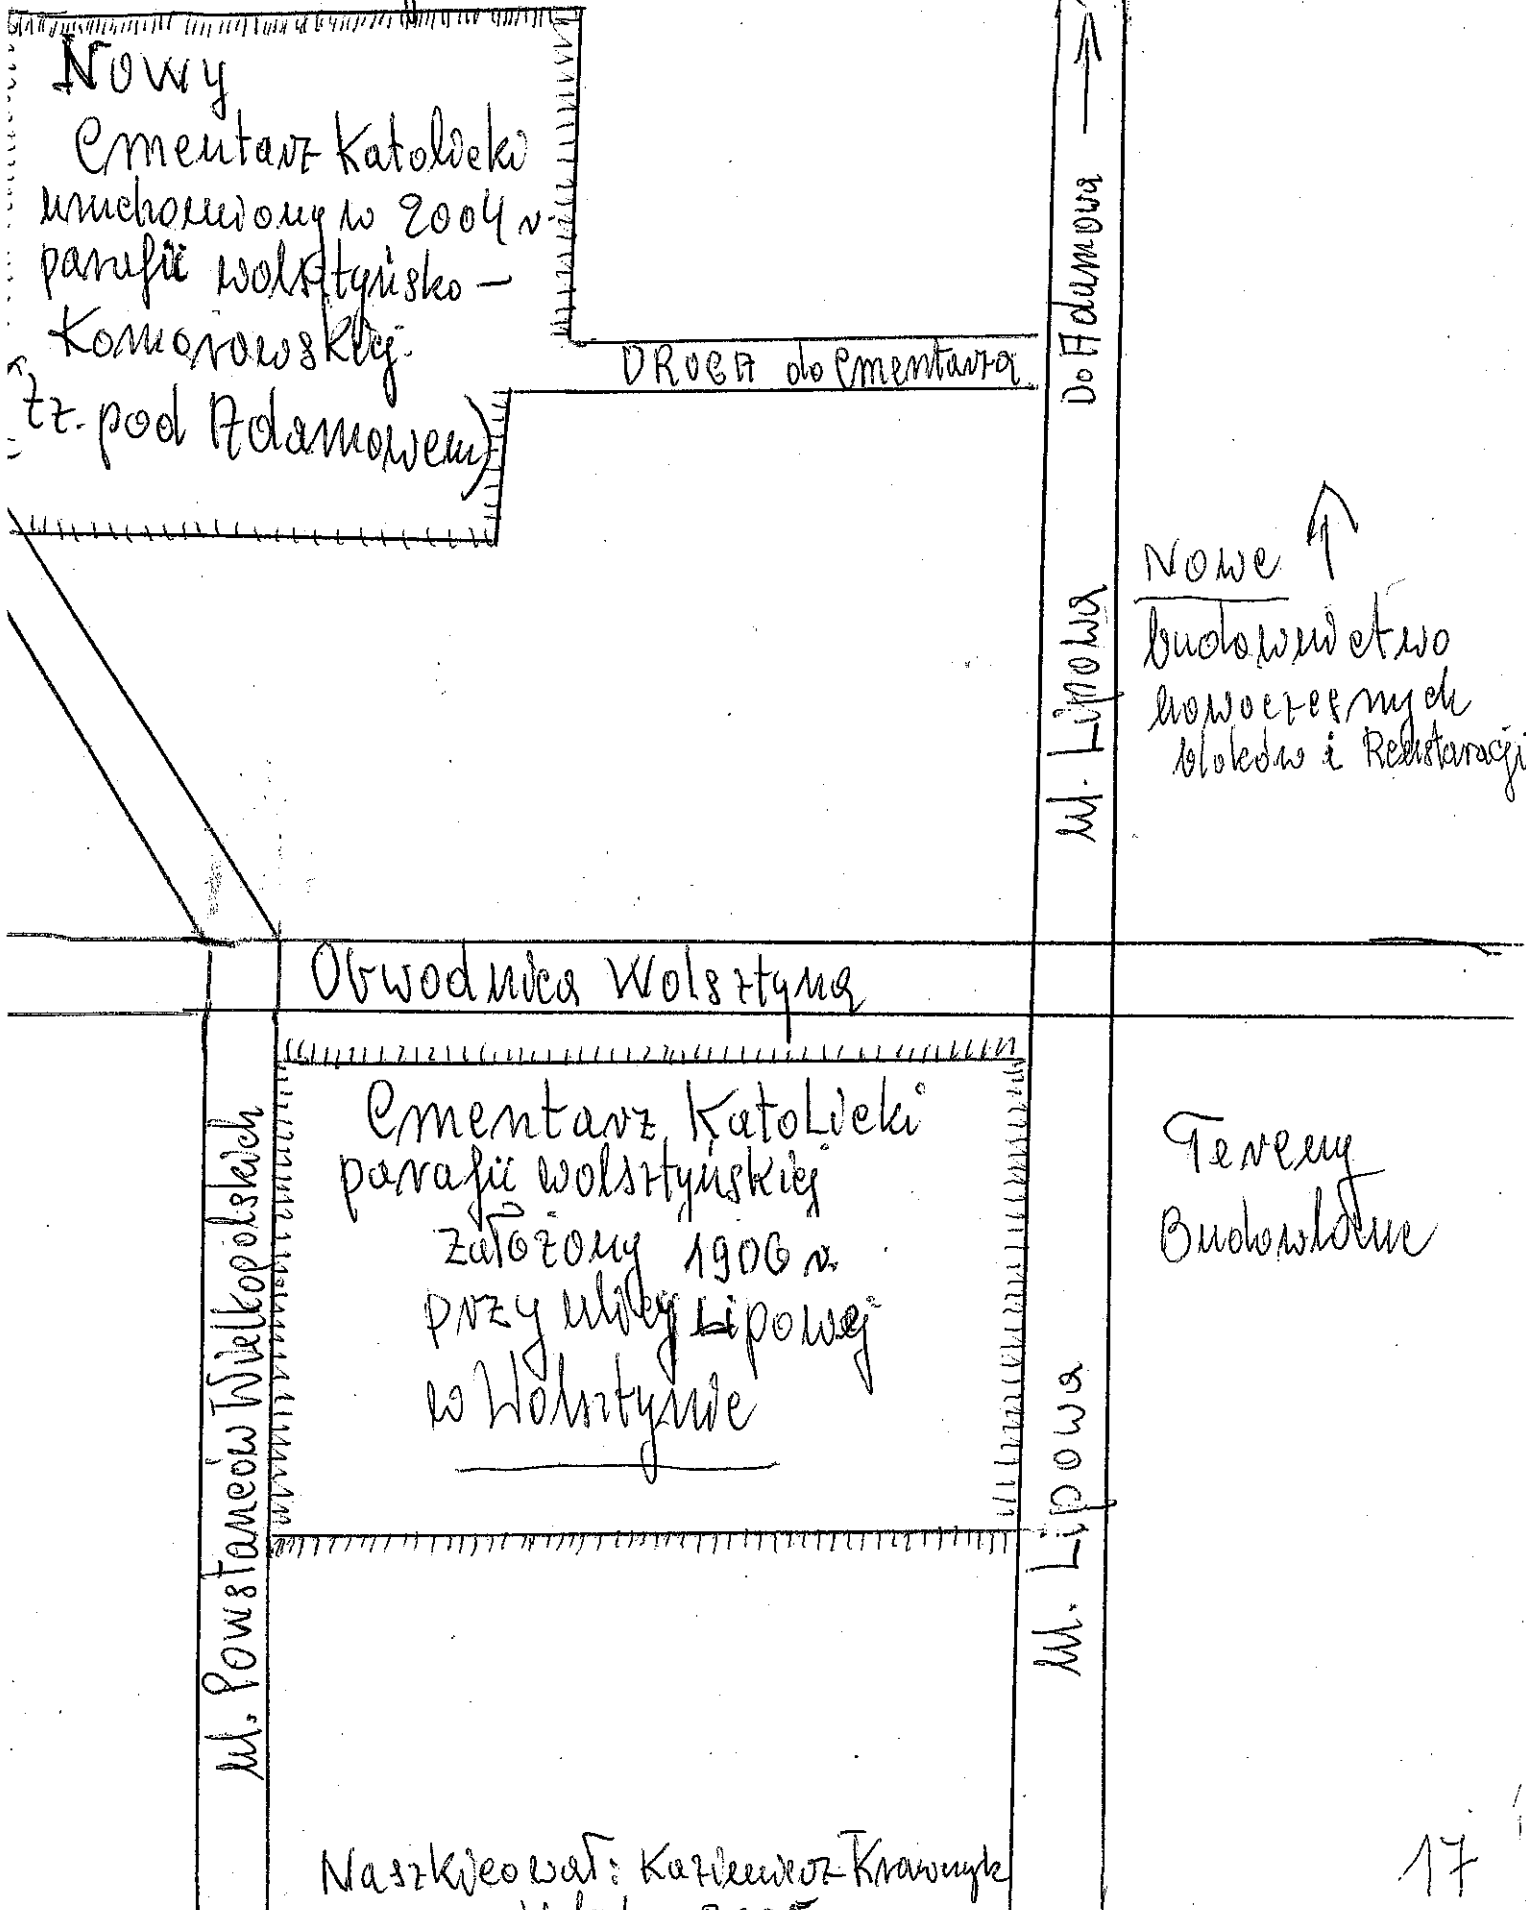 Nowy
Cmentarz Katolicki
uruchomiony w 2004 r.
parafii wolsztyńsko –
Komorowskiej.
tz. pod Adamowem)
DROGA do Cmentarza
Do Adamowa
ul. Lipowa
Nowe
budownictwo
nowoczesnych
bloków i Restaracji
Obwodnica Wolsztyna
Cmentarz Katolicki
parafii wolsztyńskiej
założony 1906 r.
przy ulicy Lipowej
w Wolsztynie
ul. Powstańców Wielkopolskich
ul. Lipowa
Tereny
Budowlane
Naszkicował: Kazimierz Krawczyk
17